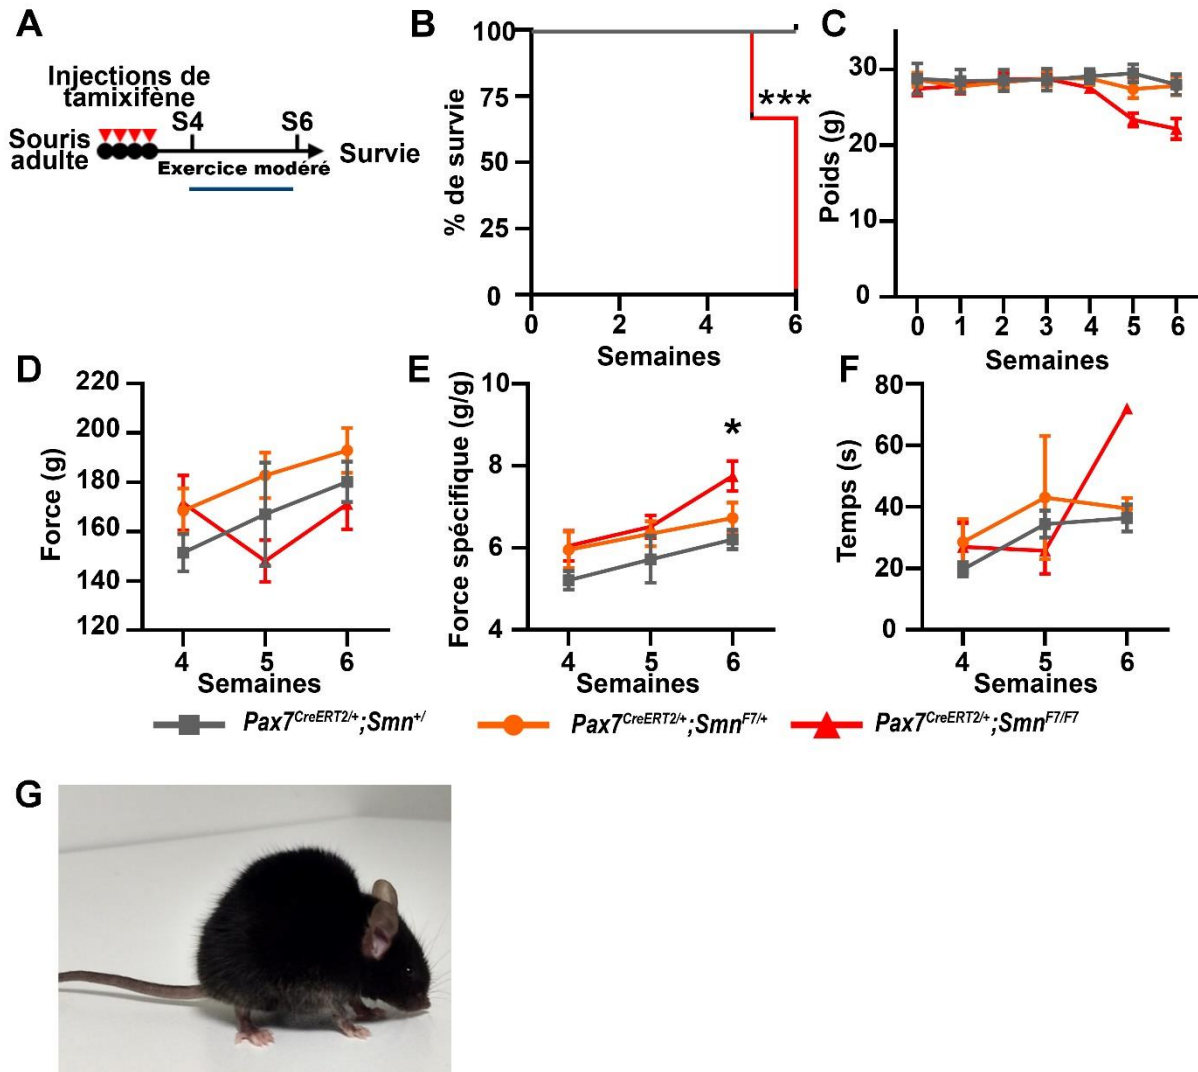 A
Injections de
tamixifène
S4
S6
Souris
adulte
Survie
Exercice modéré
B
100
75
50
25
0
% de survie
***
0
2
4
6
Semaines
C
30
20
10
0
Poids (g)
0
1
2
3
4
5
6
Semaines
D
220
200
180
160
140
120
Force (g)
4
5
6
Semaines
E
10
8
6
4
Force spécifique (g/g)
*
4
5
6
Semaines
F
80
60
40
20
0
Temps (s)
4
5
6
Semaines
Pax7CreERT2/+;Smn+/
Pax7CreERT2/+;SmnF7/+
Pax7CreERT2/+;SmnF7/F7
G